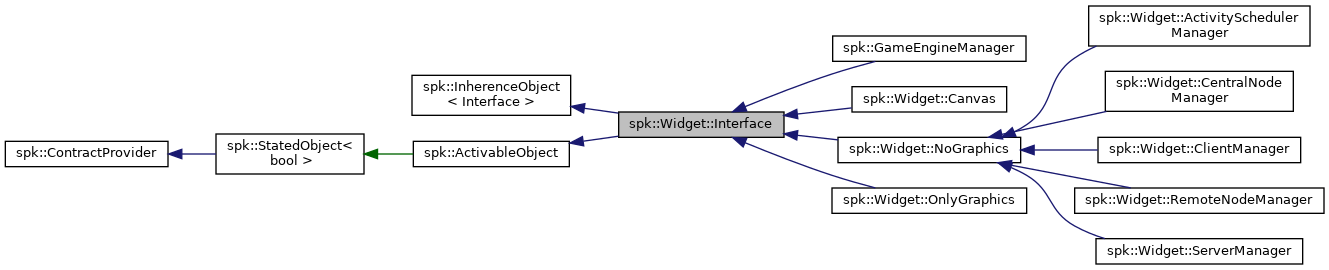 spk::ContractProvider
spk::StatedObject<
bool >
spk::InherenceObject
< Interface >
spk::ActivableObject
spk::Widget::Interface
spk::GameEngineManager
spk::Widget::Canvas
spk::Widget::NoGraphics
spk::Widget::OnlyGraphics
spk::Widget::ActivityScheduler
Manager
spk::Widget::CentralNode
Manager
spk::Widget::ClientManager
spk::Widget::RemoteNodeManager
spk::Widget::ServerManager